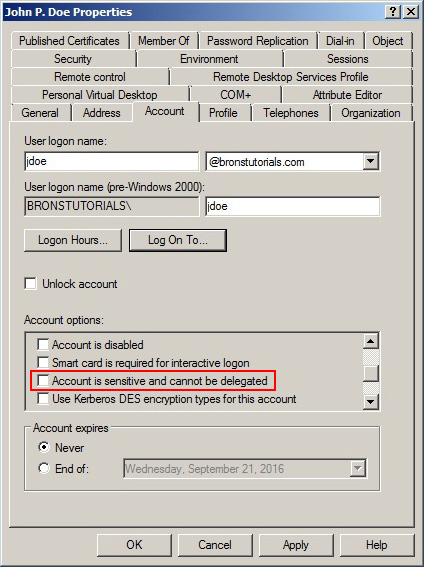 John P. Doe Properties
Published Certificates Member Of Password Replication Dial-in Object
Security Environment Sessions
Remote control Remote Desktop Services Profile
Personal Virtual Desktop COM+ Attribute Editor
General Address Account Profile Telephones Organization
User logon name:
jdoe @bronstutorials.com
User logon name (pre-Windows 2000):
BRONSTUTORIALS\ jdoe
Logon Hours... Log On To...
Unlock account
Account options:
Account is disabled
Smart card is required for interactive logon
Account is sensitive and cannot be delegated
Use Kerberos DES encryption types for this account
Account expires
Never
End of: Wednesday, September 21, 2016
OK Cancel Apply Help